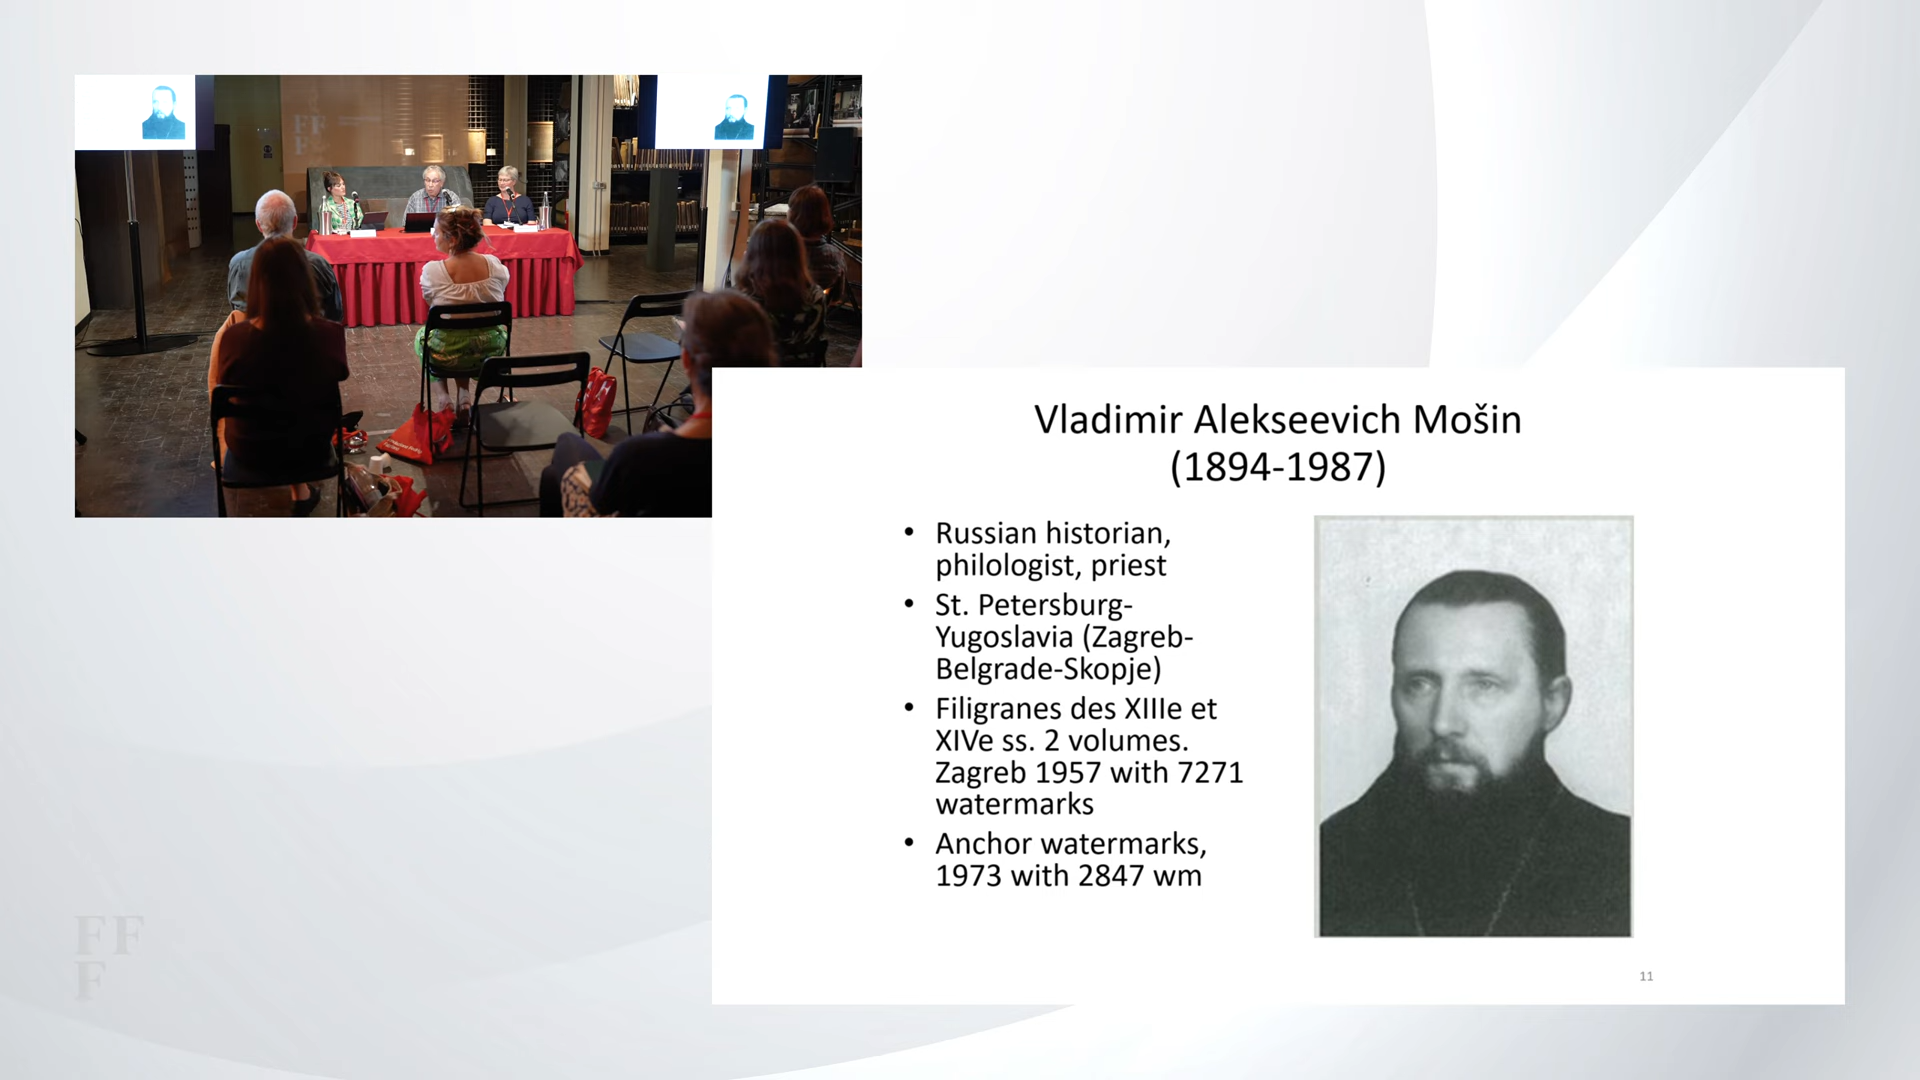 FF
F
Vladimir Alekseevich Mošin
(1894-1987)
• Russian historian,
philologist, priest
• St. Petersburg-
Yugoslavia (Zagreb-
Belgrade-Skopje)
• Filigranes des XIIIe et
XIVe ss. 2 volumes.
Zagreb 1957 with 7271
watermarks
• Anchor watermarks,
1973 with 2847 wm
11
FF
F